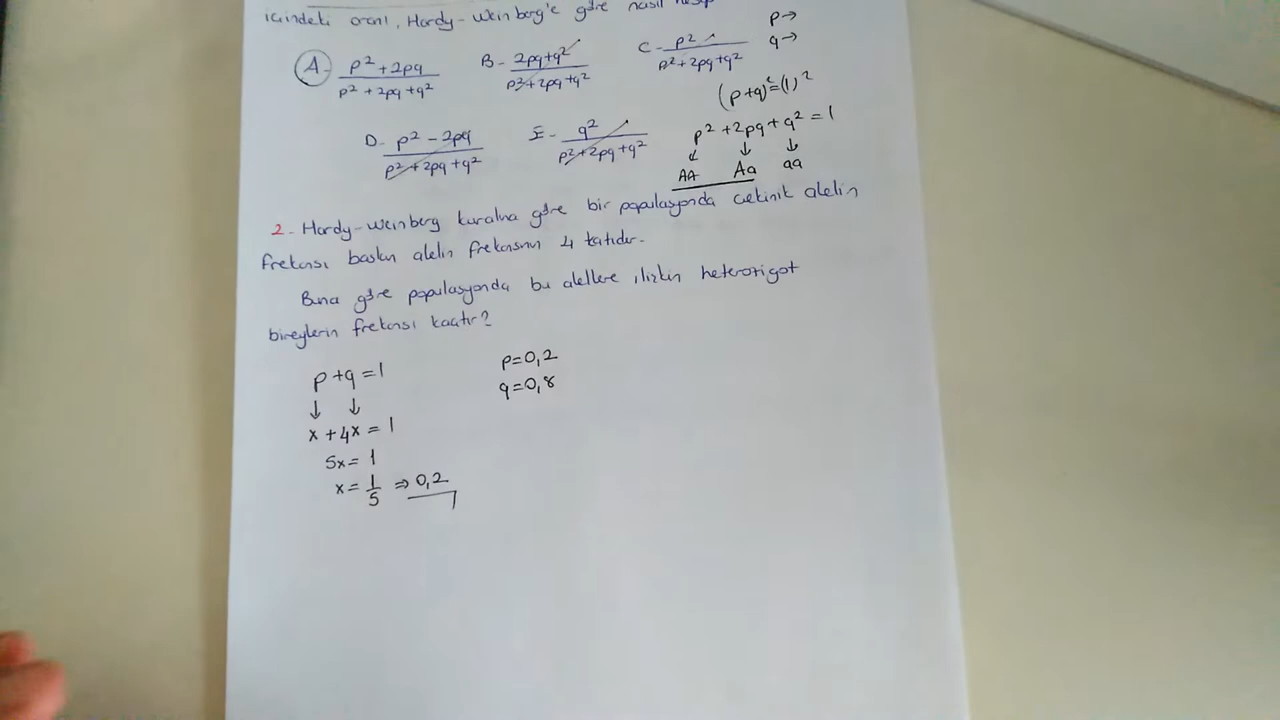 içindeki oranı, Hardy-Weinberg'e göre nasıl
p→
q→
A- p²+2pq / p²+2pq+q²
B- 2pq+q² / p²+2pq+q²
C- p² / p²+2pq+q²
(p+q)²=(1)²
D- p²-2pq / p²+2pq+q²
E- q² / p²+2pq+q²
p²+2pq+q²=1
↓ ↓ ↓
AA Aa aa
2- Hardy-Weinberg kuralına göre bir popülasyonda çekinik alelin
frekansı baskın alelin frekansının 4 katıdır.
Buna göre popülasyonda bu alellere ilişkin heterozigot
bireylerin frekansı kaçtır?
p+q=1
↓ ↓
x+4x=1
5x=1
x=1/5 ⇒ 0,2
p=0,2
q=0,8